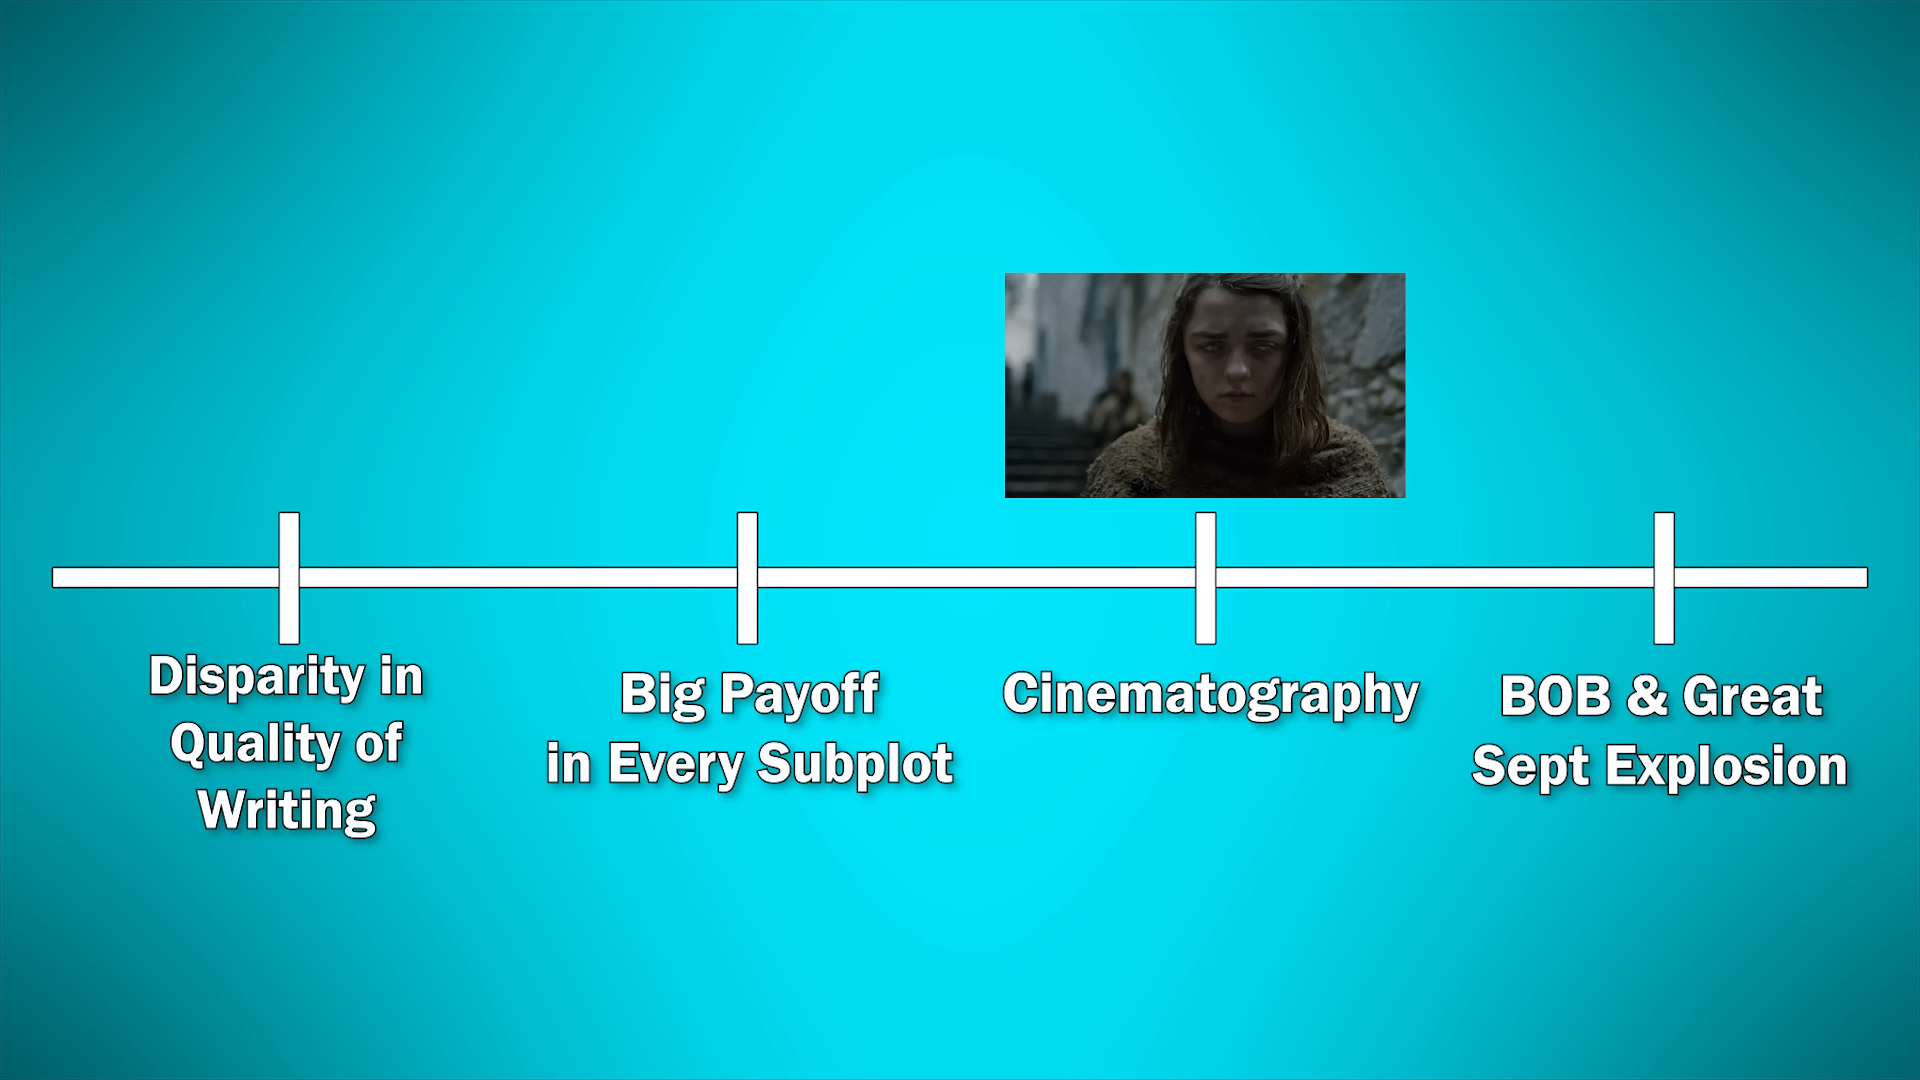 Disparity in
Quality of
Writing
Big Payoff
in Every Subplot
Cinematography
BOB & Great
Sept Explosion